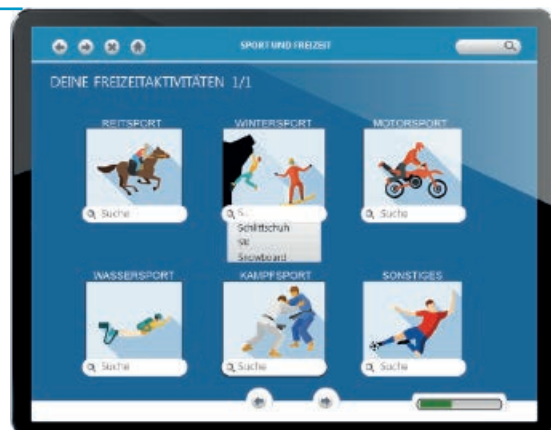 SPORT UND FREIZEIT
DEINE FREIZEITAKTIVITÄTEN 1/1
REITSPORT WINTERSPORT MOTORSPORT
Suche S... Suche
Schlittschuh
Ski
Snowboard
WASSERSPORT KAMPFSPORT SONSTIGES
Suche Suche Suche